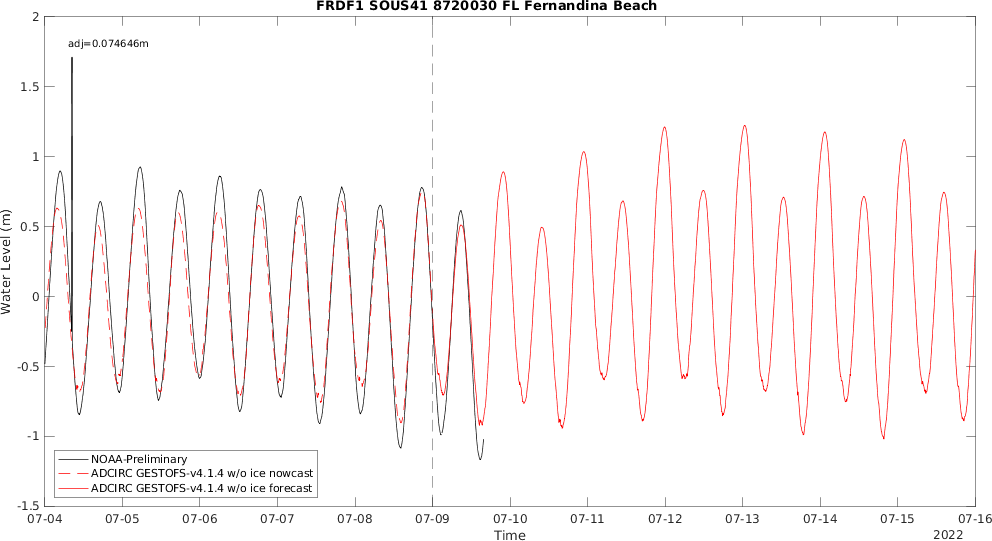 FRDF1 SOUS41 8720030 FL Fernandina Beach
adj=0.074646m
2
1.5
1
0.5
0
-0.5
-1
-1.5
Water Level (m)
NOAA-Preliminary
ADCIRC GESTOFS-v4.1.4 w/o ice nowcast
ADCIRC GESTOFS-v4.1.4 w/o ice forecast
07-04 07-05 07-06 07-07 07-08 07-09 07-10 07-11 07-12 07-13 07-14 07-15 07-16
Time
2022